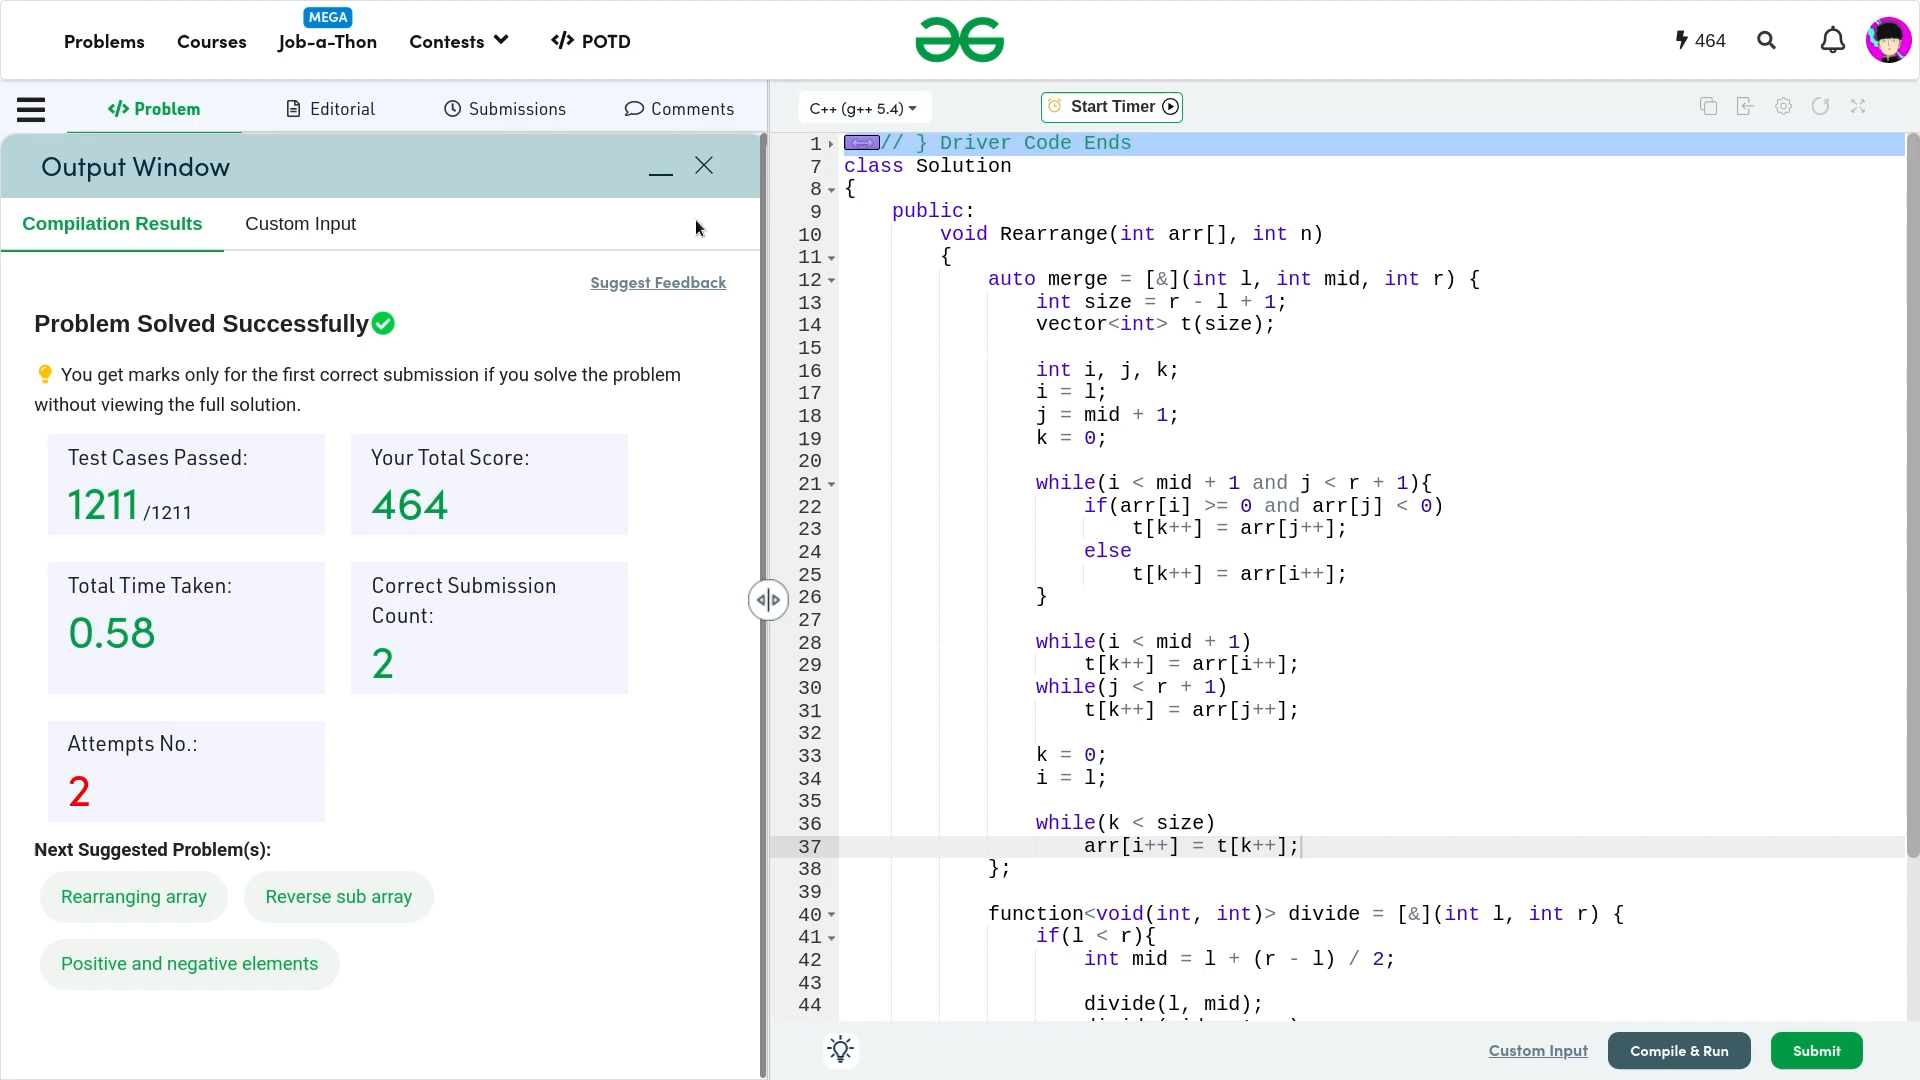 MEGA
Problems Courses Job-a-Thon Contests </> POTD 464
</> Problem Editorial Submissions Comments
C++ (g++ 5.4) Start Timer
Output Window
Compilation Results Custom Input
Suggest Feedback
Problem Solved Successfully
You get marks only for the first correct submission if you solve the problem
without viewing the full solution.
Test Cases Passed:
1211 /1211
Your Total Score:
464
Total Time Taken:
0.58
Correct Submission
Count:
2
Attempts No.:
2
Next Suggested Problem(s):
Rearranging array Reverse sub array
Positive and negative elements
1 // } Driver Code Ends
7 class Solution
8 {
9 public:
10 void Rearrange(int arr[], int n)
11 {
12 auto merge = [&](int l, int mid, int r) {
13 int size = r - l + 1;
14 vector<int> t(size);
15
16 int i, j, k;
17 i = l;
18 j = mid + 1;
19 k = 0;
20
21 while(i < mid + 1 and j < r + 1){
22 if(arr[i] >= 0 and arr[j] < 0)
23 t[k++] = arr[j++];
24 else
25 t[k++] = arr[i++];
26 }
27
28 while(i < mid + 1)
29 t[k++] = arr[i++];
30 while(j < r + 1)
31 t[k++] = arr[j++];
32
33 k = 0;
34 i = l;
35
36 while(k < size)
37 arr[i++] = t[k++];
38 };
39
40 function<void(int, int)> divide = [&](int l, int r) {
41 if(l < r){
42 int mid = l + (r - l) / 2;
43
44 divide(l, mid);
Custom Input Compile & Run Submit